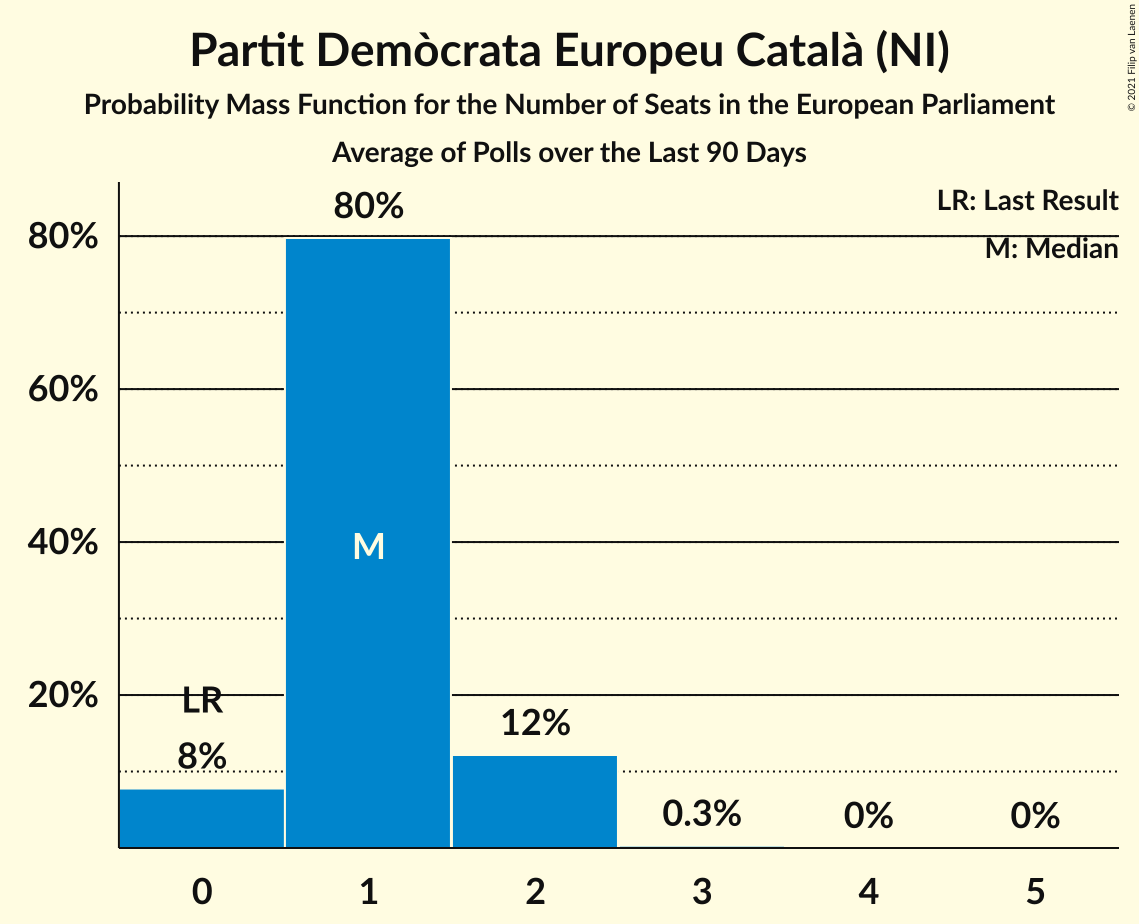 Partit Demòcrata Europeu Català (NI)
Probability Mass Function for the Number of Seats in the European Parliament
Average of Polls over the Last 90 Days
© 2021 Filip van Laenen
LR: Last Result
M: Median
80%
60%
40%
20%
LR
8%
80%
M
12%
0.3%
0%
0%
0 1 2 3 4 5